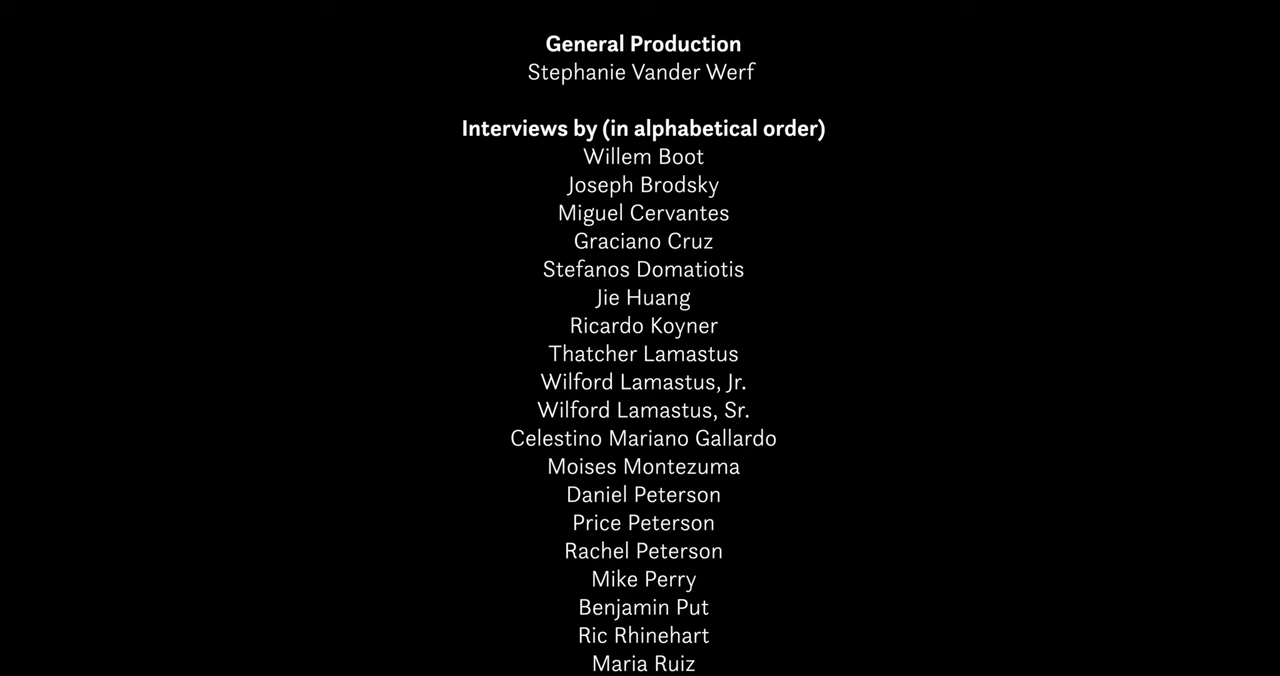 General Production
Stephanie Vander Werf
Interviews by (in alphabetical order)
Willem Boot
Joseph Brodsky
Miguel Cervantes
Graciano Cruz
Stefanos Domatiotis
Jie Huang
Ricardo Koyner
Thatcher Lamastus
Wilford Lamastus, Jr.
Wilford Lamastus, Sr.
Celestino Mariano Gallardo
Moises Montezuma
Daniel Peterson
Price Peterson
Rachel Peterson
Mike Perry
Benjamin Put
Ric Rhinehart
Maria Ruiz